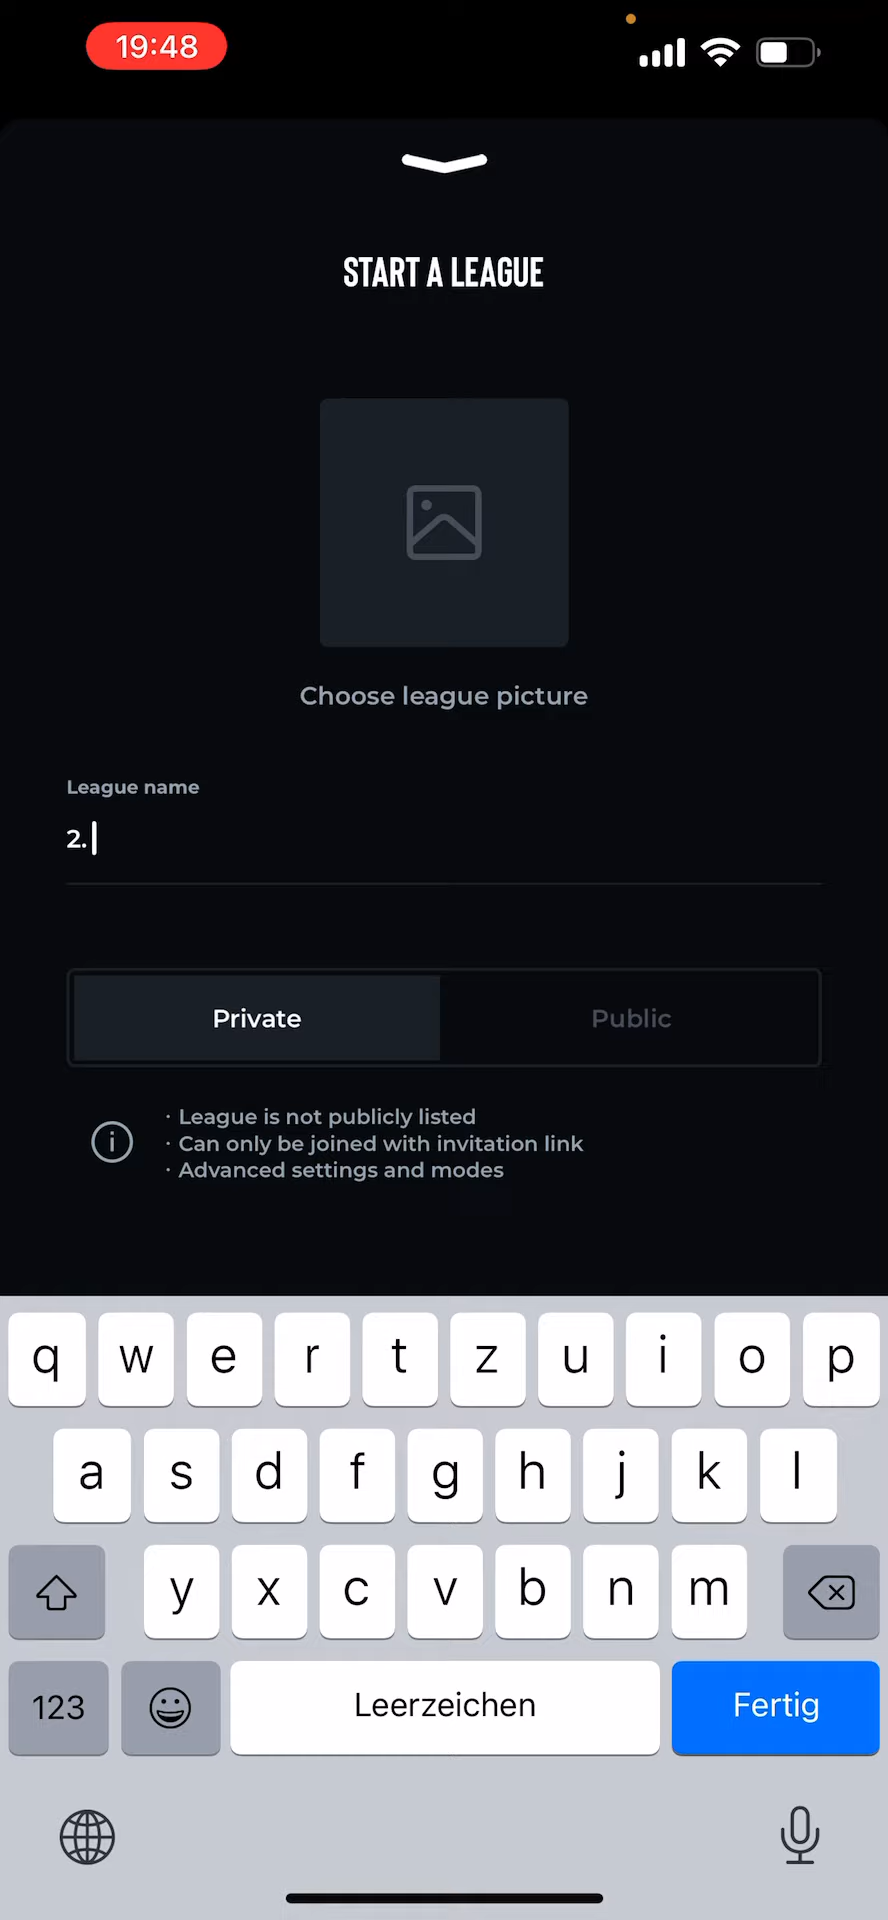 19:48
START A LEAGUE
Choose league picture
League name
2.
Private Public
· League is not publicly listed
· Can only be joined with invitation link
· Advanced settings and modes
q w e r t z u i o p
a s d f g h j k l
y x c v b n m
123 Leerzeichen Fertig